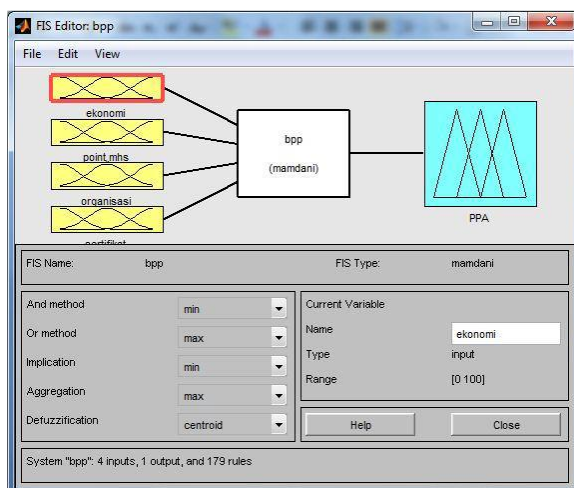 FIS Editor: bpp
File Edit View
ekonomi
point mhs
organisasi
sertifikat
bpp
(mamdani)
PPA
FIS Name: bpp FIS Type: mamdani
And method min
Or method max
Implication min
Aggregation max
Defuzzification centroid
Current Variable
Name ekonomi
Type input
Range [0 100]
Help Close
System "bpp": 4 inputs, 1 output, and 179 rules